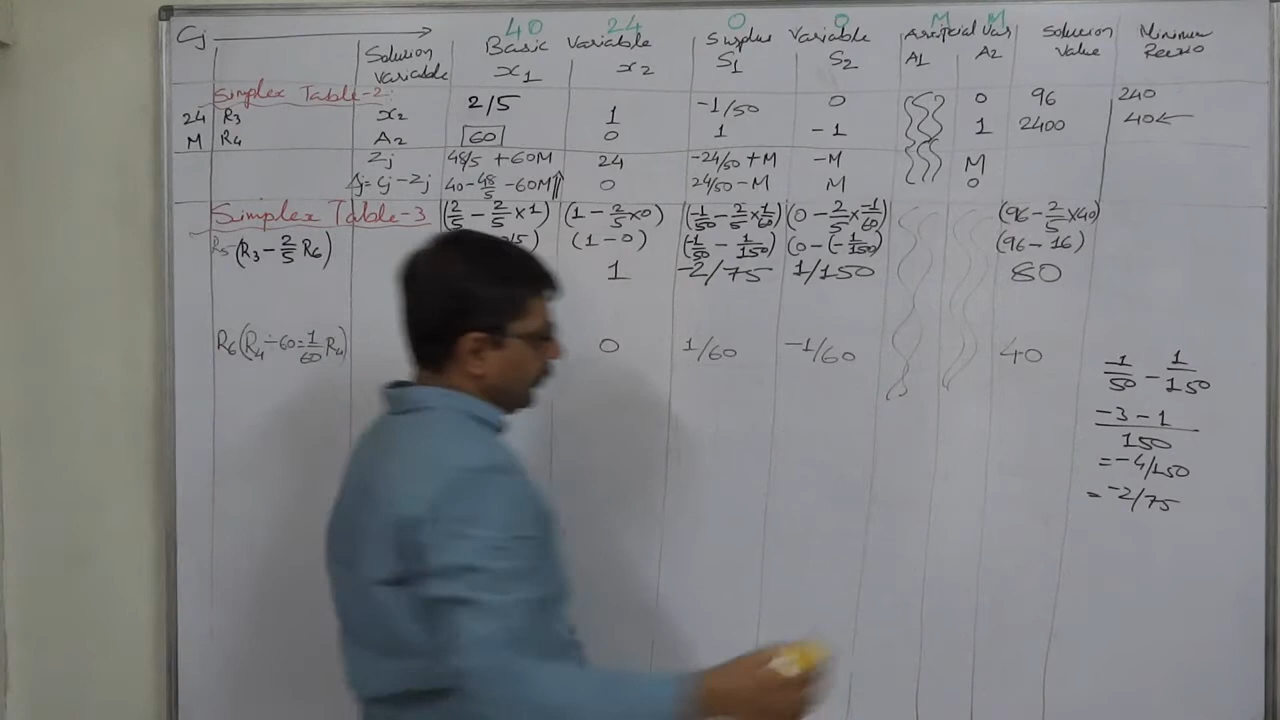 40 24 0 0 M M
Cj Basic Variable Surplus Variable Artificial Var Solution Minimum
Solution Value Ratio
variable x1 x2 S1 S2 A1 A2
Simplex Table-2 2/5 1 -1/50 0 0 96 240
24 R3 x2
M R4 A2 60 0 1 -1 1 2400 40←
Zj 48/5 + 60M 24 -24/50 + M -M M
Δj = Cj - Zj 40 - 48/5 - 60M 0 24/50 - M M 0
Simplex Table-3 (2/5 - 2/5 × 1) (1 - 2/5 × 0) (-1/50 - 2/5 × 1/60) (0 - 2/5 × -1/60) (96 - 2/5 × 40)
R5 (R3 - 2/5 R6) /5) (1 - 0) (-1/50 - 1/150) (0 - (-1/150) (96 - 16)
1 -2/75 1/150 80
R6 (R4 ÷ 60 = 1/60 R4) 0 1/60 -1/60 40
1/50 - 1/150
-3 - 1
150
= -4/150
= -2/75